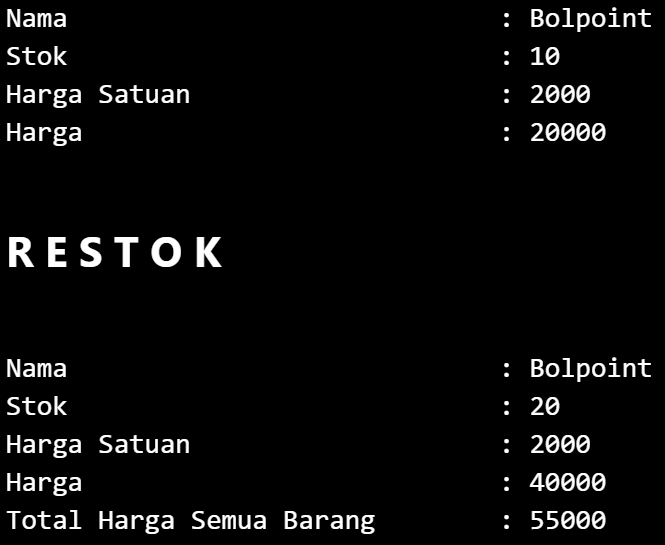 Nama : Bolpoint
Stok : 10
Harga Satuan : 2000
Harga : 20000
RESTOK
Nama : Bolpoint
Stok : 20
Harga Satuan : 2000
Harga : 40000
Total Harga Semua Barang : 55000